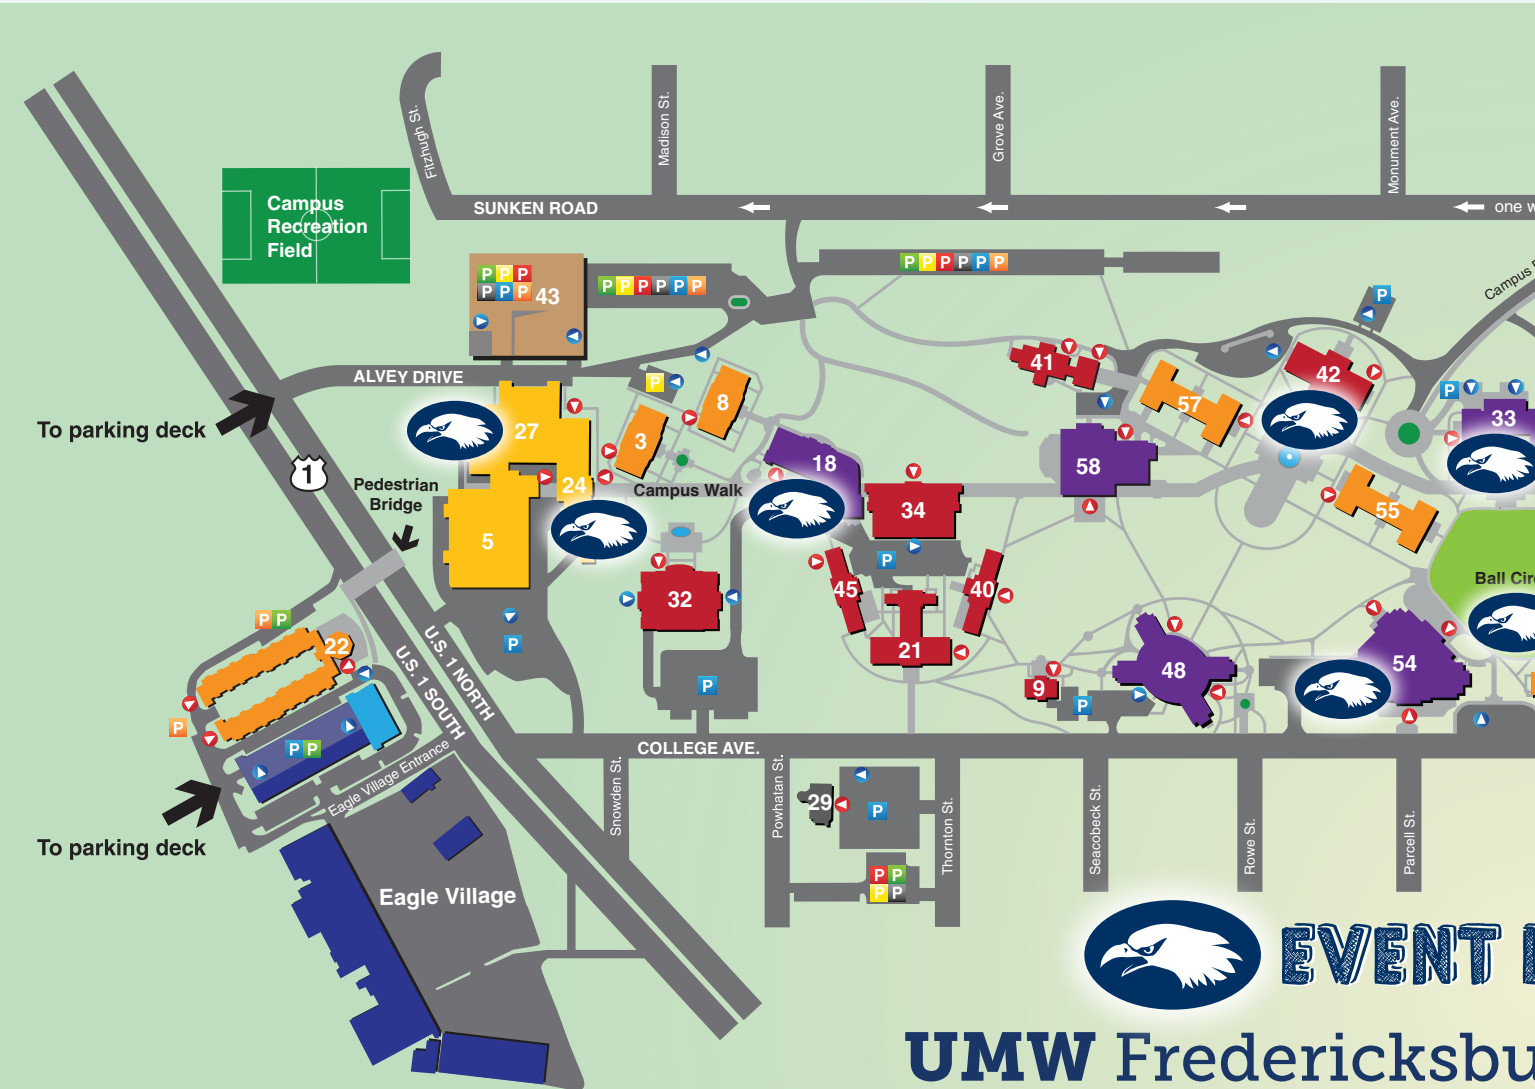 Fitzhugh St.
Madison St.
Grove Ave.
Monument Ave.
SUNKEN ROAD
one w
Campus
Recreation
Field
P P P
P P P
43
P P P P P P
P P P P P P
P
Campus
ALVEY DRIVE
P
8
41
57
42
P
33
To parking deck
27
3
18
58
1
Pedestrian
Bridge
24
Campus Walk
34
55
5
P
Ball Cir
32
45
40
P P
P
22
21
48
54
P
9
P
P
U.S. 1 NORTH
U.S. 1 SOUTH
P P
COLLEGE AVE.
Eagle Village Entrance
Snowden St.
Powhatan St.
29
P
Thornton St.
Seacobeck St.
Rowe St.
Parcell St.
To parking deck
P P
P P
Eagle Village
EVENT
UMW Fredericksbu